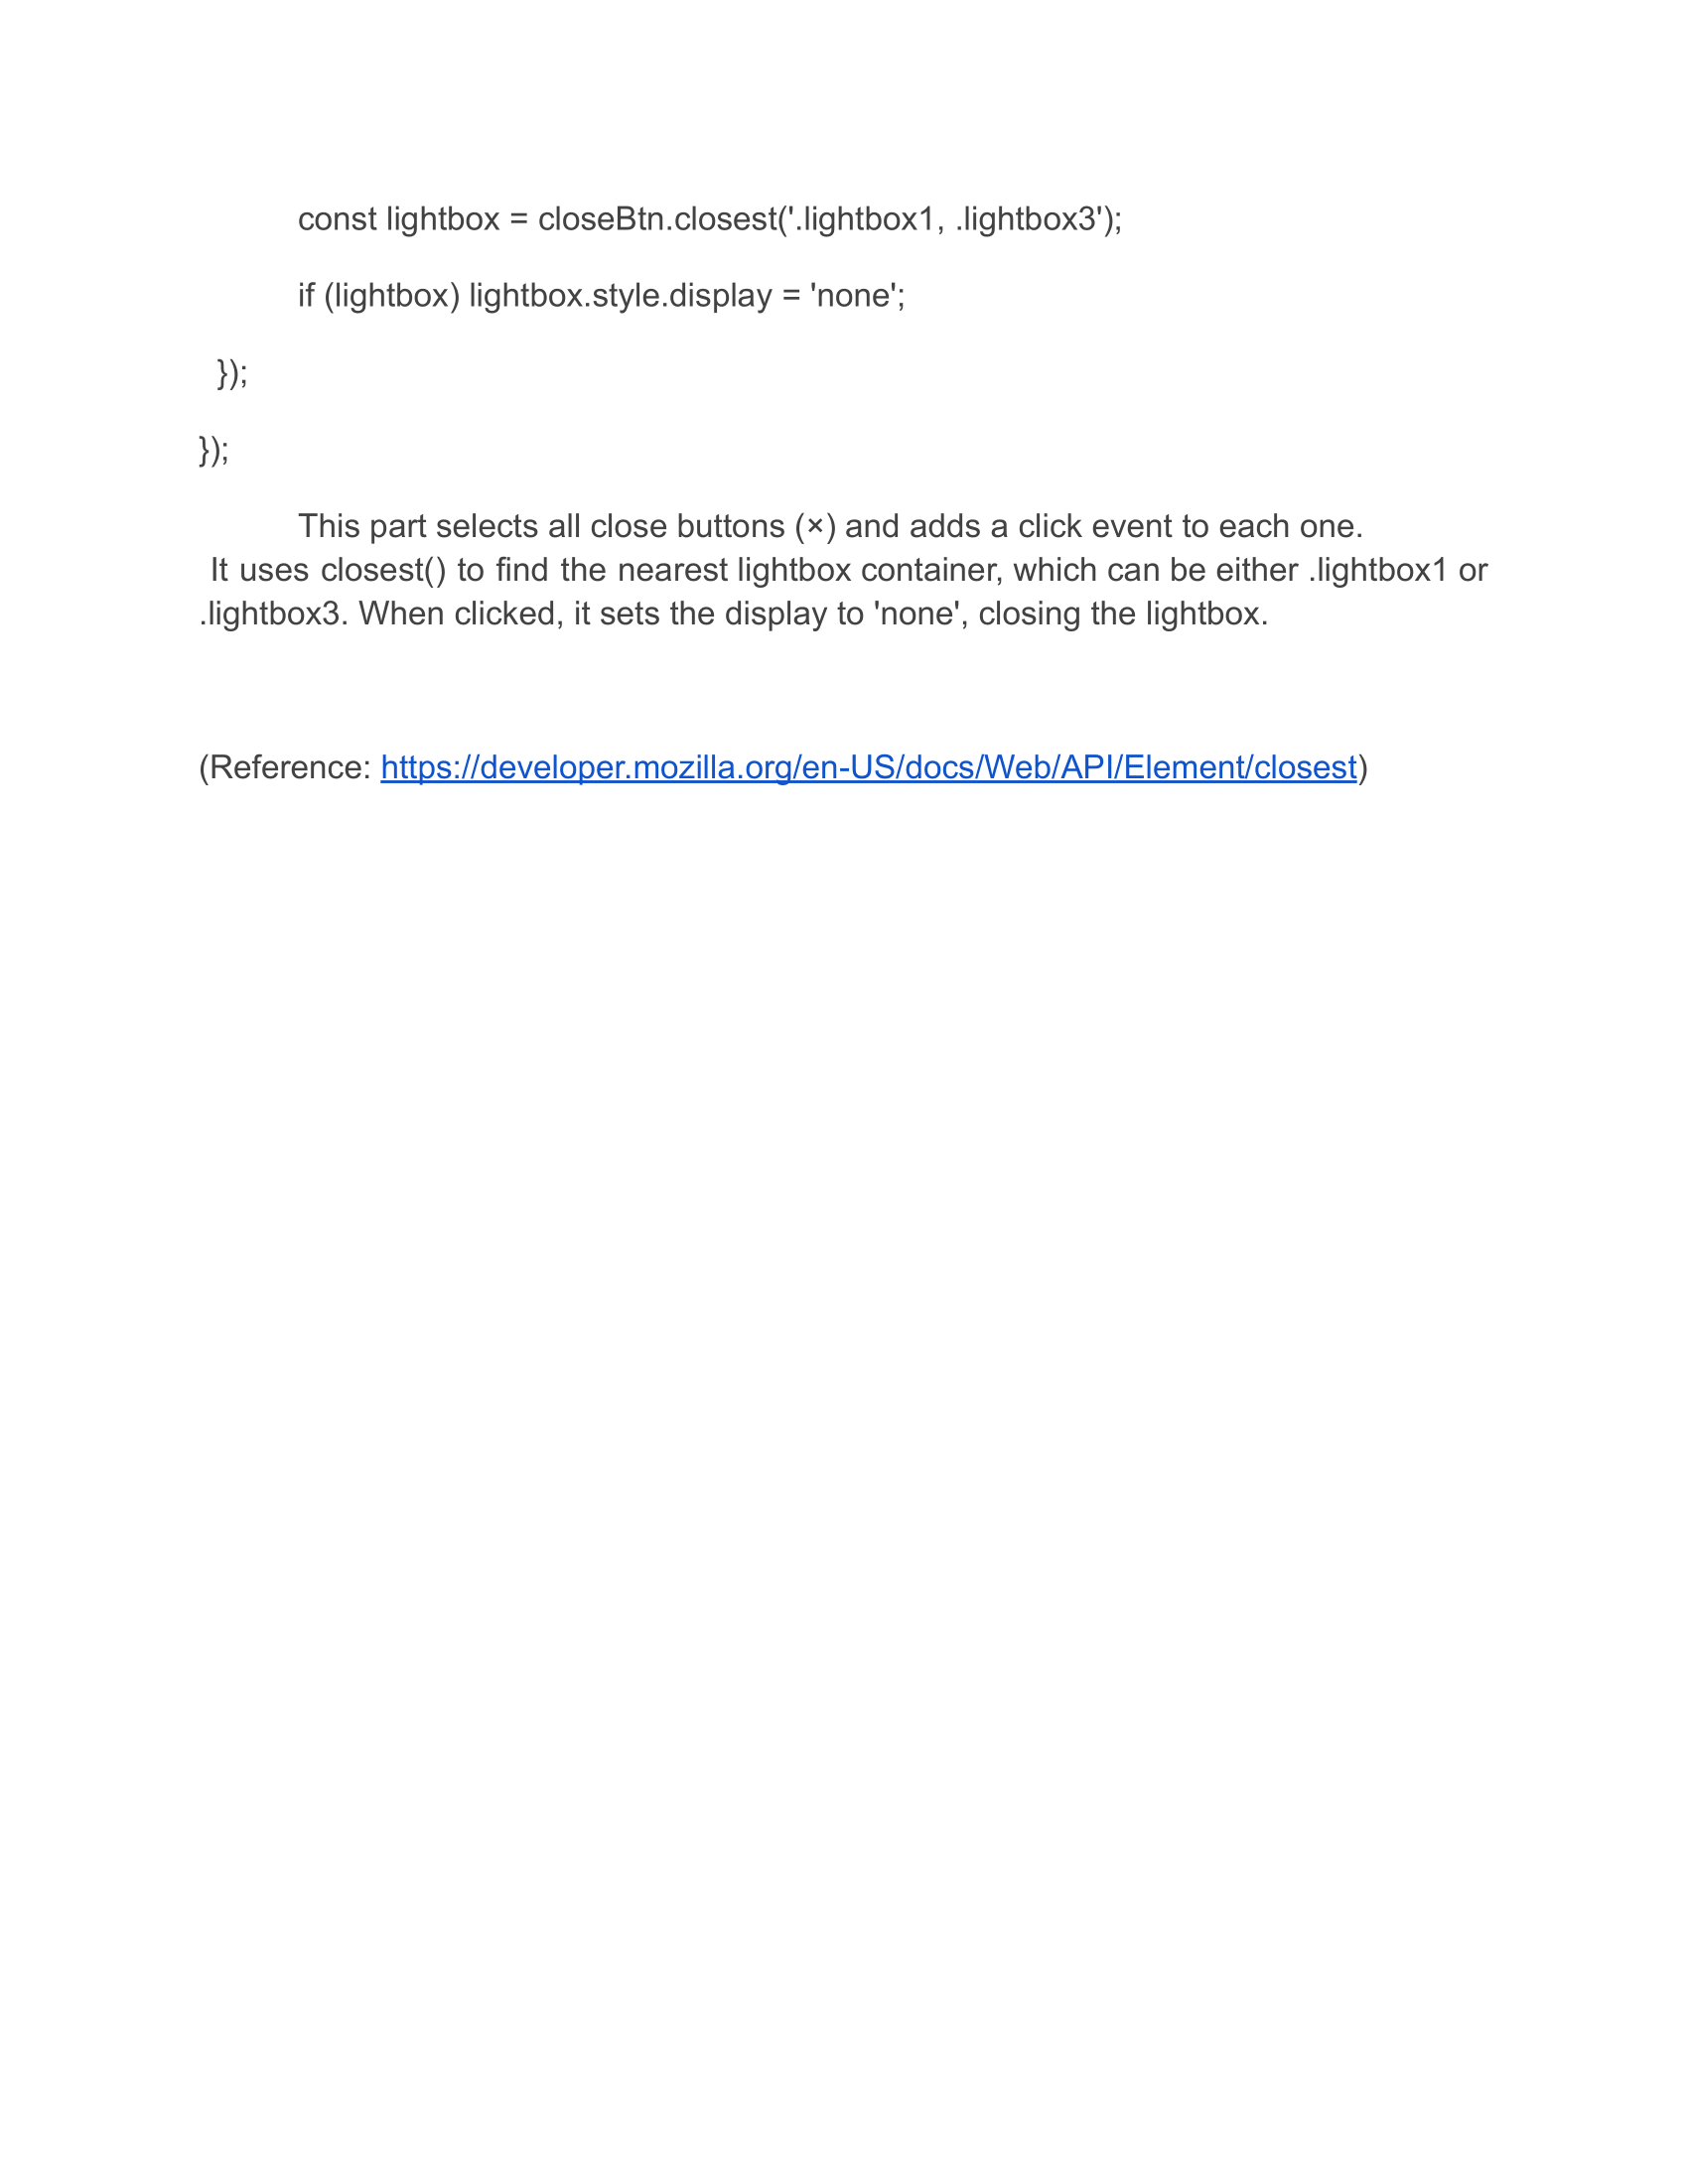 const lightbox = closeBtn.closest('.lightbox1, .lightbox3');
if (lightbox) lightbox.style.display = 'none';
});
});
This part selects all close buttons (×) and adds a click event to each one.
It uses closest() to find the nearest lightbox container, which can be either .lightbox1 or
.lightbox3. When clicked, it sets the display to 'none', closing the lightbox.
(Reference: https://developer.mozilla.org/en-US/docs/Web/API/Element/closest)